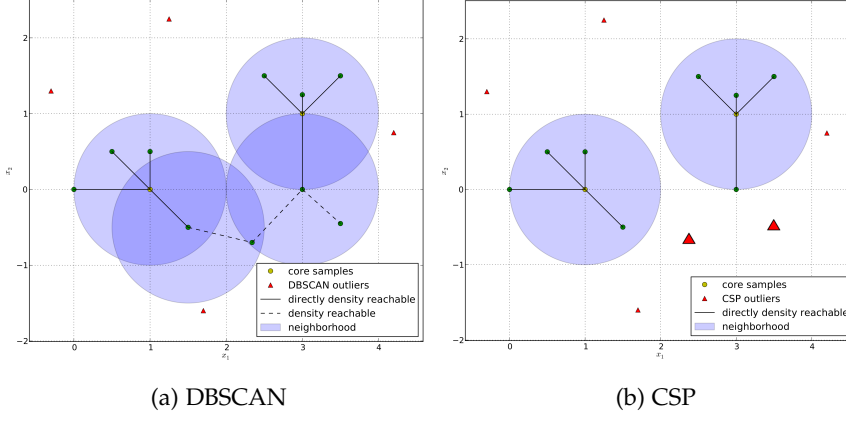 2
1
0
−1
−2
x₂
0
1
2
3
4
x₁
core samples
DBSCAN outliers
directly density reachable
density reachable
neighborhood
(a) DBSCAN
2
1
0
−1
−2
x₂
0
1
2
3
4
x₁
core samples
CSP outliers
directly density reachable
neighborhood
(b) CSP